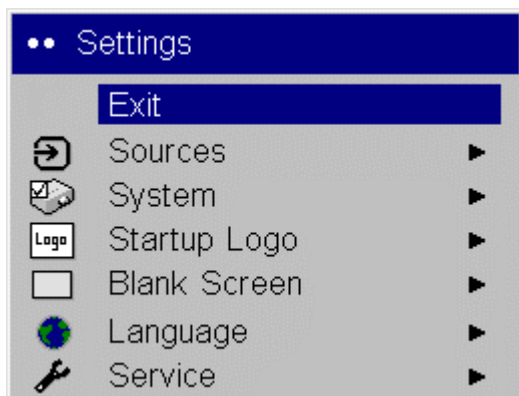 Settings
Exit
Sources
System
Logo Startup Logo
Blank Screen
Language
Service